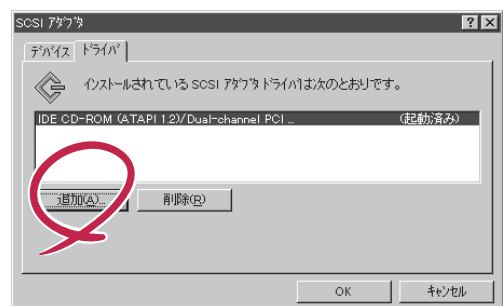 SCSI アダプタ
デバイス ドライバ
インストールされている SCSI アダプタ ドライバは次のとおりです。
IDE CD-ROM (ATAPI 1.2)/Dual-channel PCI ... (起動済み)
追加(A)... 削除(R)
OK キャンセル